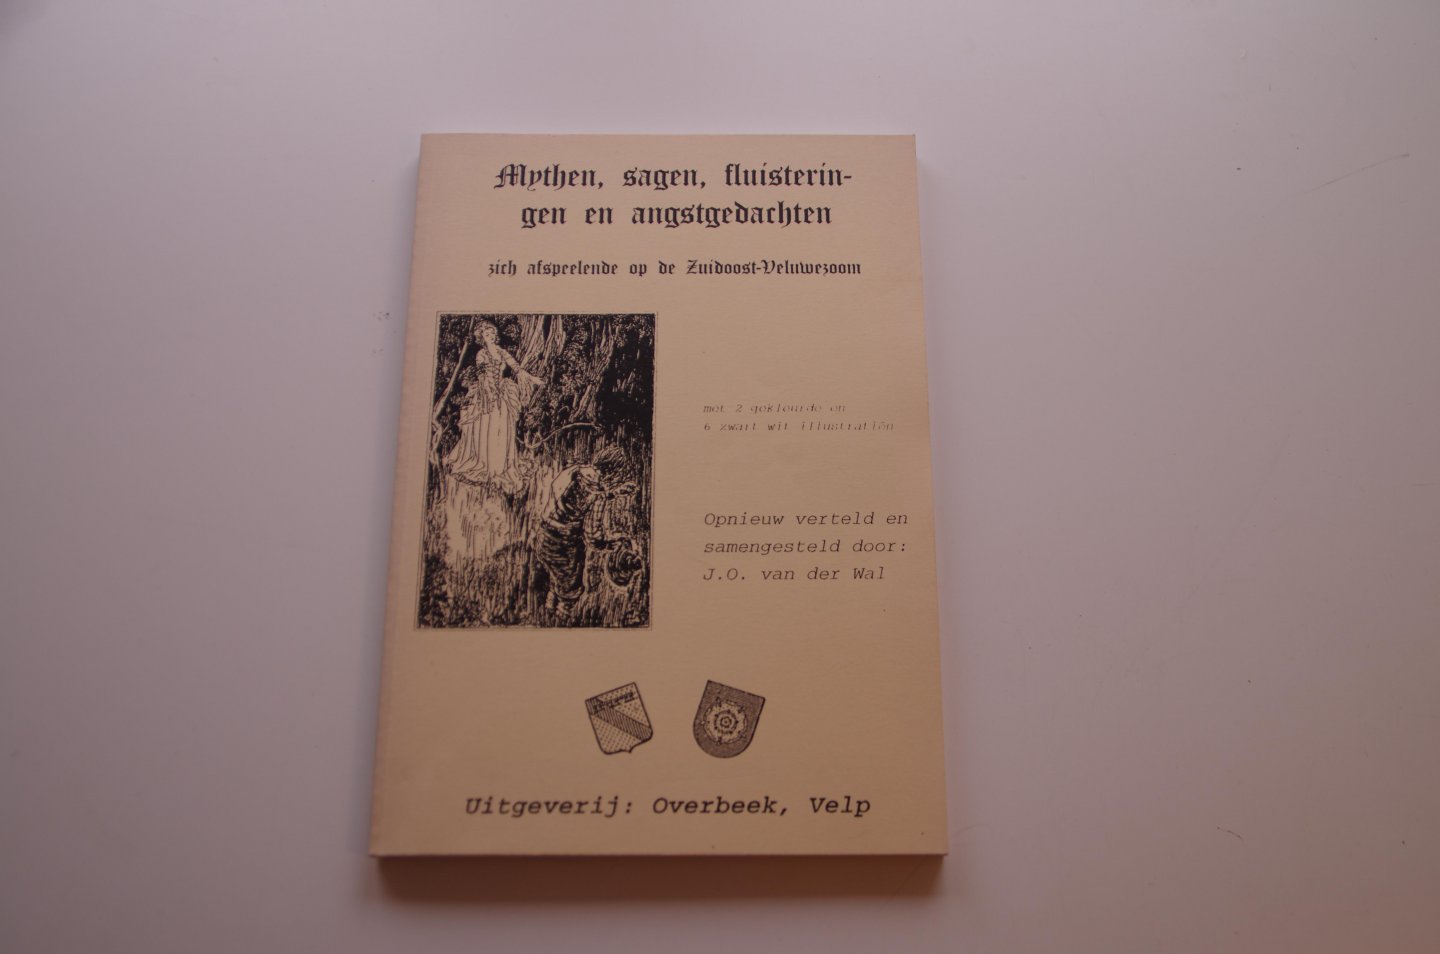 Mythen, sagen, fluisterin-
gen en angstgedachten
zich afspeelende op de Zuidoost-Veluwezoom
met 2 gekleurde en
6 zwart wit illustratiën
Opnieuw verteld en
samengesteld door:
J.O. van der Wal
Uitgeverij: Overbeek, Velp